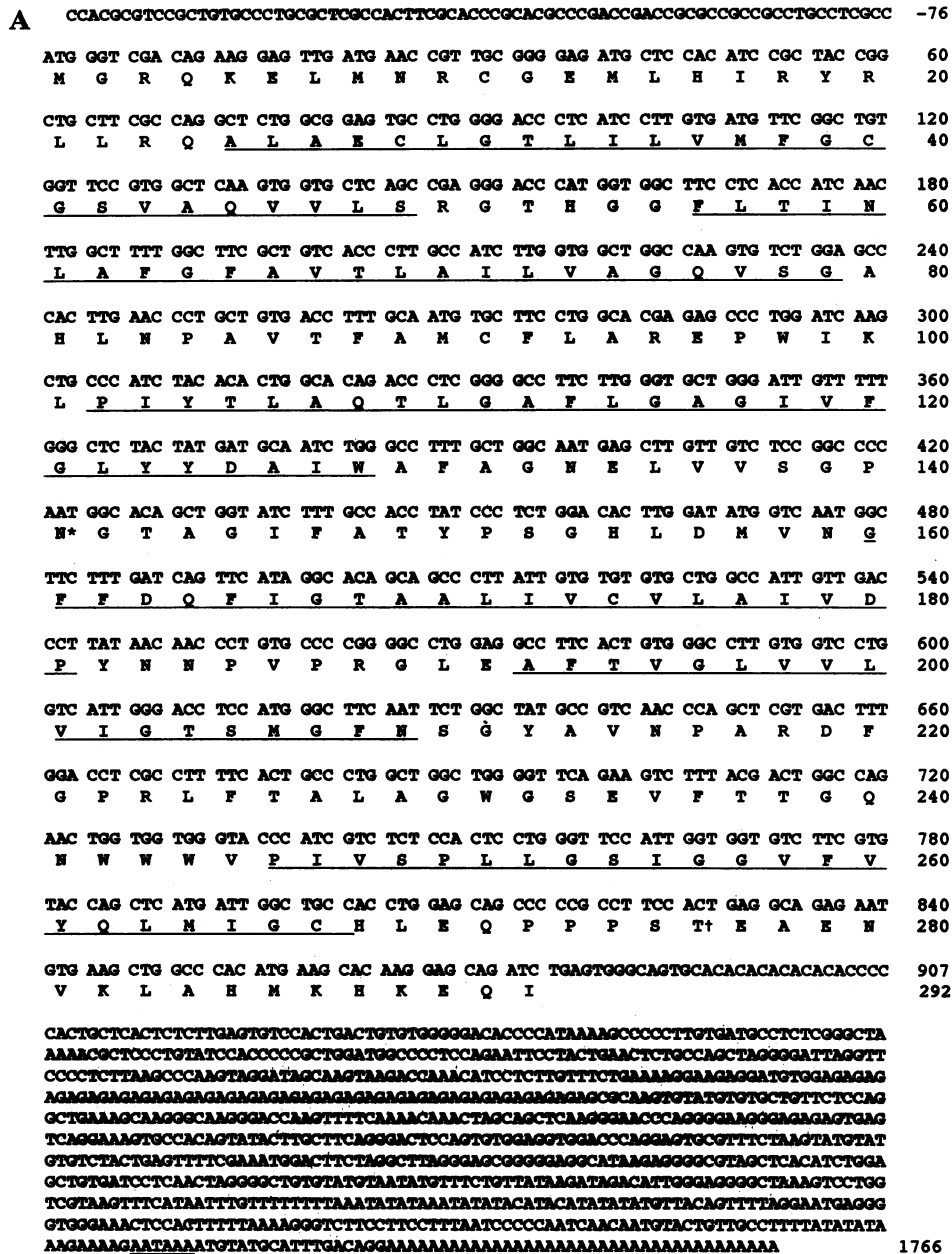 A CCACGCGTCCGCTGTGCCCTGCGCTCGCCACTTCGCACCCGCACGCCCGACCGACCGCGCCGCCGCCTGCCTCGCC -76
ATG GGT CGA CAG AAG GAG TTG ATG AAC CGT TGC GGG GAG ATG CTC CAC ATC CGC TAC CGG 60
M G R Q K E L M N R C G E M L H I R Y R 20
CTG CTT CGC CAG GCT CTG GCG GAG TGC CTG GGG ACC CTC ATC CTT GTG ATG TTC GGC TGT 120
L L R Q A L A E C L G T L I L V M F G C 40
GGT TCC GTG GCT CAA GTG GTG CTC AGC CGA GGG ACC CAT GGT GGC TTC CTC ACC ATC AAC 180
G S V A Q V V L S R G T H G G F L T I N 60
TTG GCT TTT GGC TTC GCT GTC ACC CTT GCC ATC TTG GTG GCT GGC CAA GTG TCT GGA GCC 240
L A F G F A V T L A I L V A G Q V S G A 80
CAC TTG AAC CCT GCT GTG ACC TTT GCA ATG TGC TTC CTG GCA CGA GAG CCC TGG ATC AAG 300
H L N P A V T F A M C F L A R E P W I K 100
CTG CCC ATC TAC ACA CTG GCA CAG ACC CTC GGG GCC TTC TTG GGT GCT GGG ATT GTT TTT 360
L P I Y T L A Q T L G A F L G A G I V F 120
GGG CTC TAC TAT GAT GCA ATC TGG GCC TTT GCT GGC AAT GAG CTT GTT GTC TCC GGC CCC 420
G L Y Y D A I W A F A G N E L V V S G P 140
AAT GGC ACA GCT GGT ATC TTT GCC ACC TAT CCC TCT GGA CAC TTG GAT ATG GTC AAT GGC 480
N* G T A G I F A T Y P S G H L D M V N G 160
TTC TTT GAT CAG TTC ATA GGC ACA GCA GCC CTT ATT GTG TGT GTG CTG GCC ATT GTT GAC 540
F F D Q F I G T A A L I V C V L A I V D 180
CCT TAT AAC AAC CCT GTG CCC CGG GGC CTG GAG GCC TTC ACT GTG GGC CTT GTG GTC CTG 600
P Y N N P V P R G L E A F T V G L V V L 200
GTC ATT GGG ACC TCC ATG GGC TTC AAT TCT GGC TAT GCC GTC AAC CCA GCT CGT GAC TTT 660
V I G T S M G F N S G Y A V N P A R D F 220
GGA CCT CGC CTT TTC ACT GCC CTG GCT GGC TGG GGT TCA GAA GTC TTT ACG ACT GGC CAG 720
G P R L F T A L A G W G S E V F T T G Q 240
AAC TGG TGG TGG GTA CCC ATC GTC TCT CCA CTC CTG GGT TCC ATT GGT GGT GTC TTC GTG 780
N W W W V P I V S P L L G S I G G V F V 260
TAC CAG CTC ATG ATT GGC TGC CAC CTG GAG CAG CCC CCG CCT TCC ACT GAG GCA GAG AAT 840
Y Q L M I G C H L E Q P P P S T† E A E N 280
GTG AAG CTG GCC CAC ATG AAG CAC AAG GAG CAG ATC TGAGTGGGCAGTGCACACACACACACACCCC 907
V K L A H M K H K E Q I 292
CACTGCTCACTCTCTTGAGTGTCCACTGACTGTGTGGGGGACACCCCATAAAAGCCCCCTTGTGATGCCTCTCGGGCTA
AAAACGCTCCCTGTATCCACCCCCGCTGGATGGCCCCTCCAGAATTCCTACTGAACTCTGCCAGCTAGGGGATTAGGTT
CCCCTCTTAAGCCCAAGTAGGATAGCAAGTAAGACCAAACATCCTCTTGTTTCTGAAAAGGAAGAGGATGTGGAGAGAG
AGAGAGAGAGAGAGAGAGAGAGAGAGAGAGAGAGAGAGAGAGAGAGAGAGAGCGCAAGTGTATGTGTGCTGTTCTCCAG
GCTGAAAGCAAGGGCAAGGGACCAAGTTTTCAAAACAAACTAGCAGCTCAAGGGAACCCAGGGGAAGGGAGAGAGTGAG
TCAGGAAAGTGCCACAGTATACTTGCTTCAGGGACTCCAGTGTGGAGGTGGACCCAGGAGTGCGTTTCTAAGTATGTAT
GTGTCTACTGAGTTTTCGAAATGGACTTCTAGGCTTAGGGAGCGGGGGAGGCATAAGAGGGGCGTAGCTCACATCTGGA
GCTGTGATCCTCAACTAGGGGCTGTGTATGTAATATGTTTCTGTTATAAGATAGACATTGGGAGGGGCTAAAGTCCTGG
TCGTAAGTTTCATAATTTGTTTTTTTTAAATATATAAATATATACATACATATATATGTTACAGTTTTAGGAATGAGGG
GTGGGAAACTCCAGTTTTTAAAAGGGTCTTCCTTCCTTTAATCCCCCAATCAACAATGTACTGTTGCCTTTTATATATA
AAGAAAAGAATAAAATGTATGCATTTGACAGGAAAAAAAAAAAAAAAAAAAAAAAAAAAAAAAAAAAA 1766